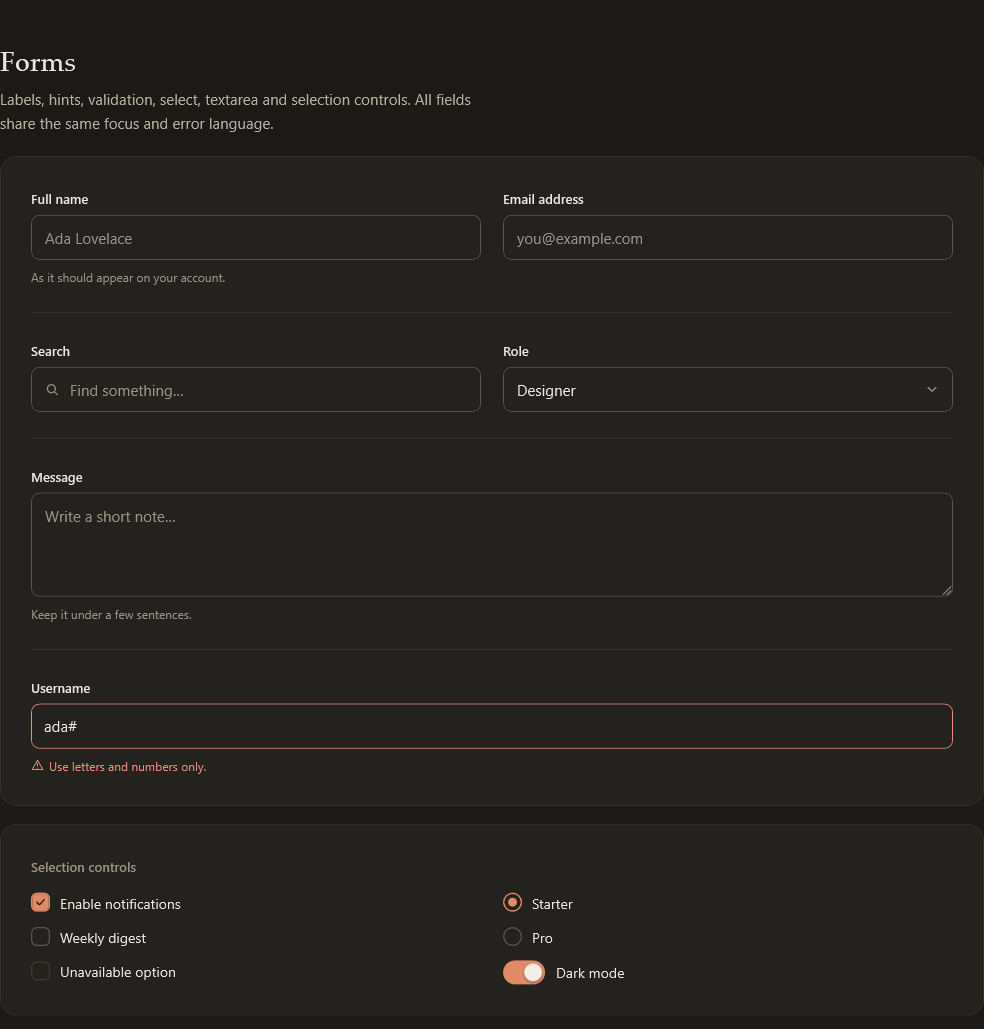 Forms
Labels, hints, validation, select, textarea and selection controls. All fields
share the same focus and error language.
Full name
Email address
Ada Lovelace
you@example.com
As it should appear on your account.
Search
Role
Find something...
Designer
Message
Write a short note...
Keep it under a few sentences.
Username
ada#
Use letters and numbers only.
Selection controls
Enable notifications
Starter
Weekly digest
Pro
Unavailable option
Dark mode